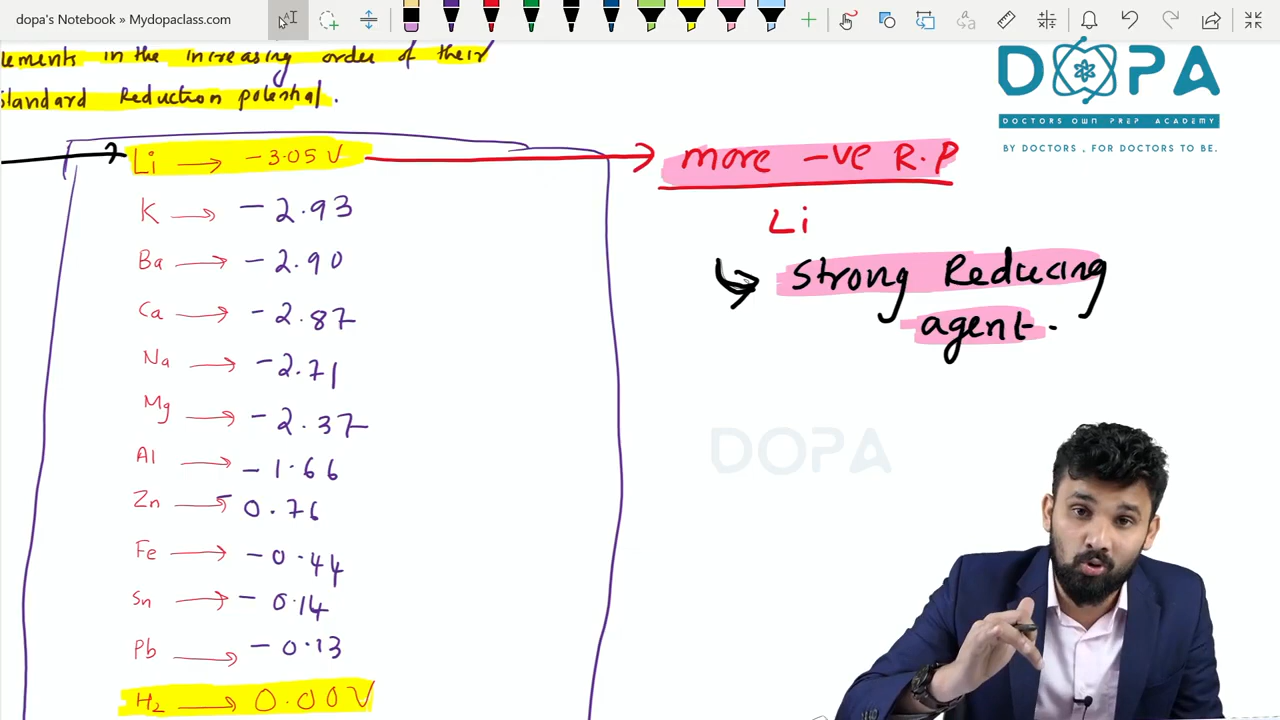 dopa's Notebook » Mydopaclass.com
lements in the increasing order of their
standard Reduction potential.
Li → -3.05 V
K → -2.93
Ba → -2.90
Ca → -2.87
Na → -2.71
Mg → -2.37
Al → -1.66
Zn → -0.76
Fe → -0.44
Sn → -0.14
Pb → -0.13
H₂ → 0.00V
more -ve R.P
Li
↳ Strong Reducing
agent.
DOPA
DOCTORS OWN PREP ACADEMY
BY DOCTORS , FOR DOCTORS TO BE.
DOPA